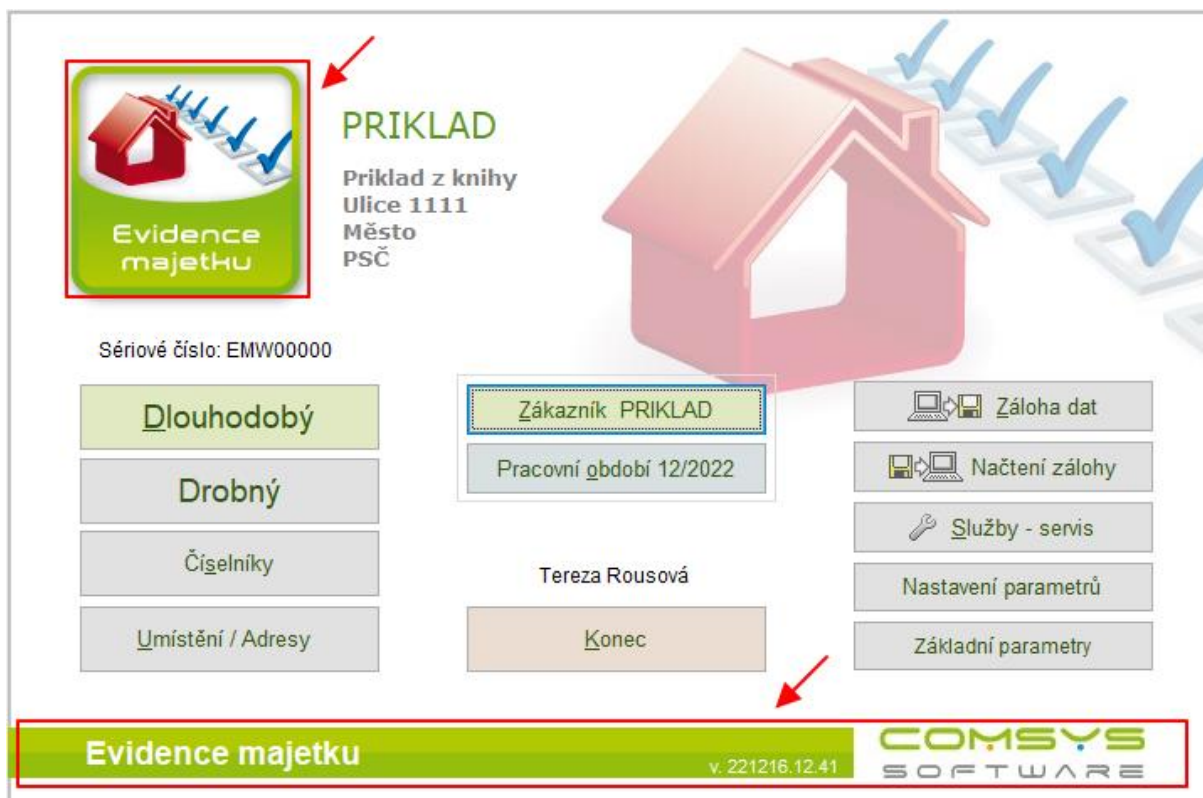 Evidence
majetku
PRIKLAD
Priklad z knihy
Ulice 1111
Město
PSČ
Sériové číslo: EMW00000
Dlouhodobý
Drobný
Číselníky
Umístění / Adresy
Zákazník PRIKLAD
Pracovní období 12/2022
Tereza Rousová
Konec
Záloha dat
Načtení zálohy
Služby - servis
Nastavení parametrů
Základní parametry
Evidence majetku
v. 221216.12.41
COMSYS
SOFTWARE